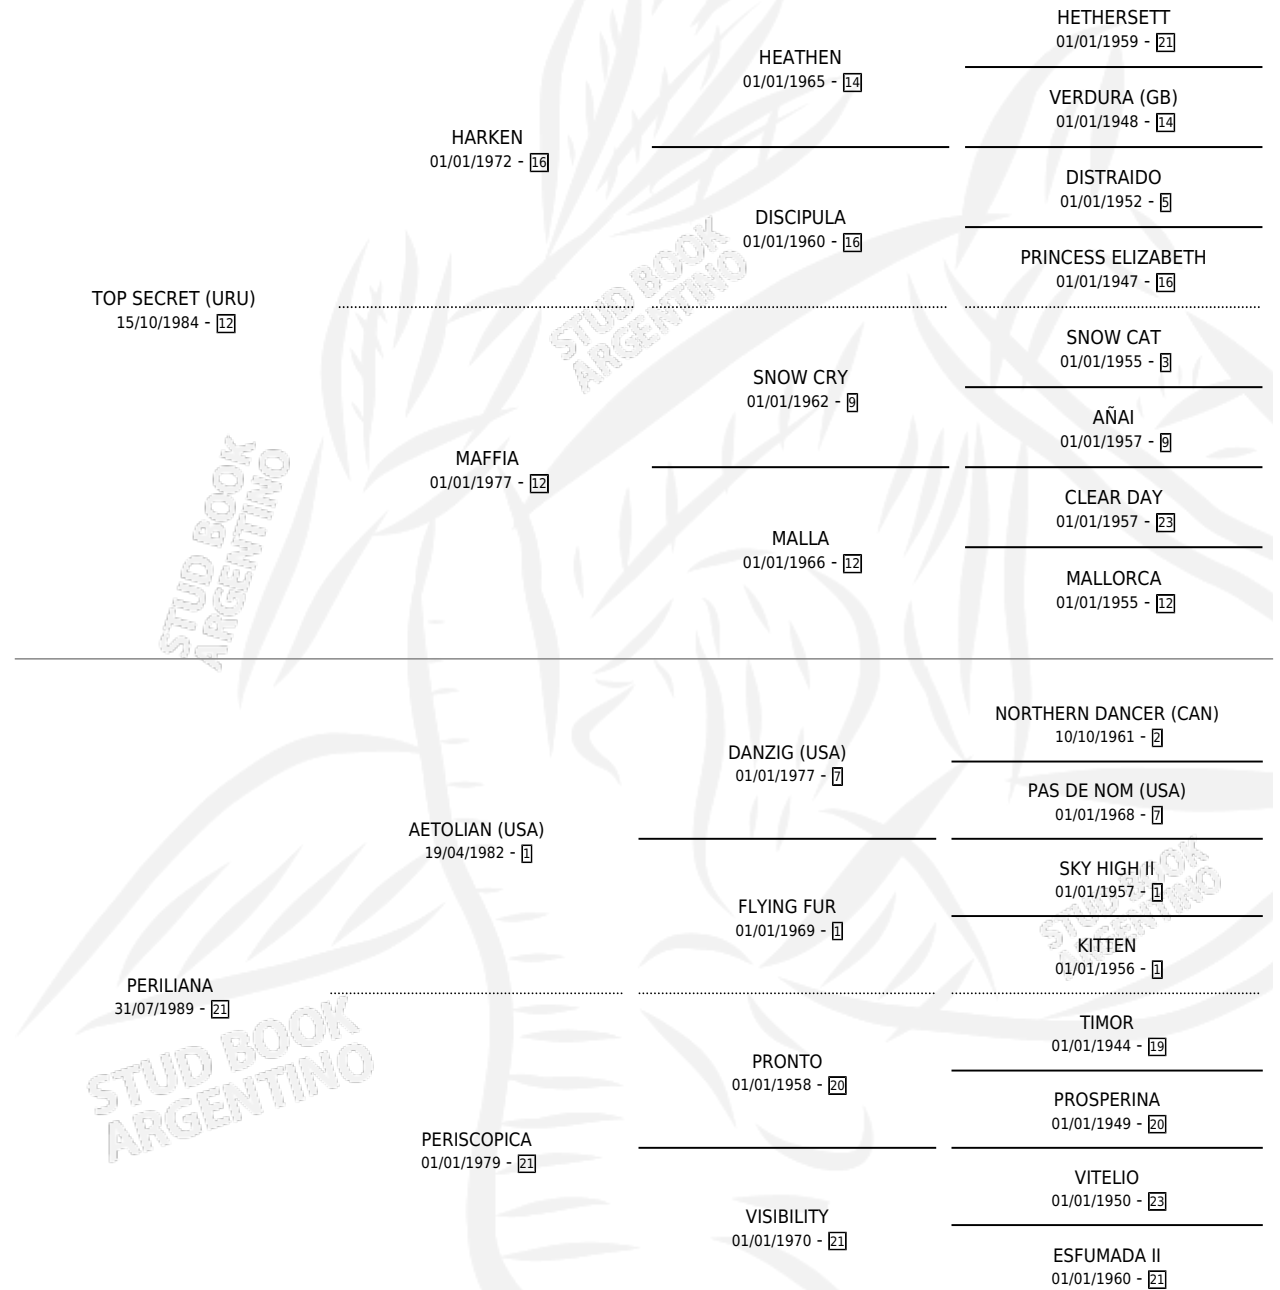 HETHERSETT
01/01/1959 - 21
HEATHEN
01/01/1965 - 14
VERDURA (GB)
01/01/1948 - 14
HARKEN
01/01/1972 - 16
DISTRAIDO
01/01/1952 - 5
DISCIPULA
01/01/1960 - 16
PRINCESS ELIZABETH
01/01/1947 - 16
TOP SECRET (URU)
15/10/1984 - 12
STUD BOOK
ARGENTINO
SNOW CAT
01/01/1955 - 3
SNOW CRY
01/01/1962 - 9
AÑAI
01/01/1957 - 9
MAFFIA
01/01/1977 - 12
CLEAR DAY
01/01/1957 - 23
MALLA
01/01/1966 - 12
MALLORCA
01/01/1955 - 12
STUD BOOK
ARGENTINO
NORTHERN DANCER (CAN)
10/10/1961 - 2
DANZIG (USA)
01/01/1977 - 7
PAS DE NOM (USA)
01/01/1968 - 7
AETOLIAN (USA)
19/04/1982 - 1
SKY HIGH II
01/01/1957 - 1
FLYING FUR
01/01/1969 - 1
KITTEN
01/01/1956 - 1
STUD BOOK
ARGENTINO
PERILIANA
31/07/1989 - 21
TIMOR
01/01/1944 - 19
PRONTO
01/01/1958 - 20
PROSPERINA
01/01/1949 - 20
STUD BOOK
ARGENTINO
PERISCOPICA
01/01/1979 - 21
VITELIO
01/01/1950 - 23
VISIBILITY
01/01/1970 - 21
ESFUMADA II
01/01/1960 - 21